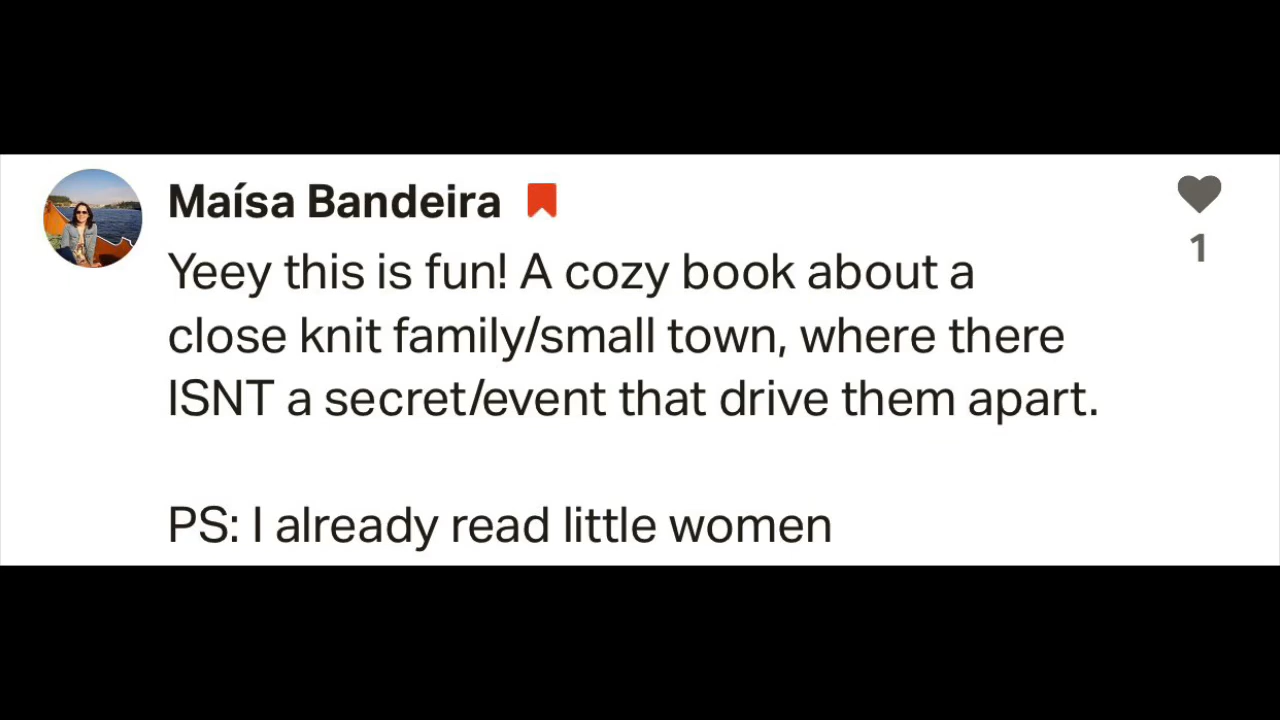 Maísa Bandeira
1
Yeey this is fun! A cozy book about a
close knit family/small town, where there
ISNT a secret/event that drive them apart.
PS: I already read little women